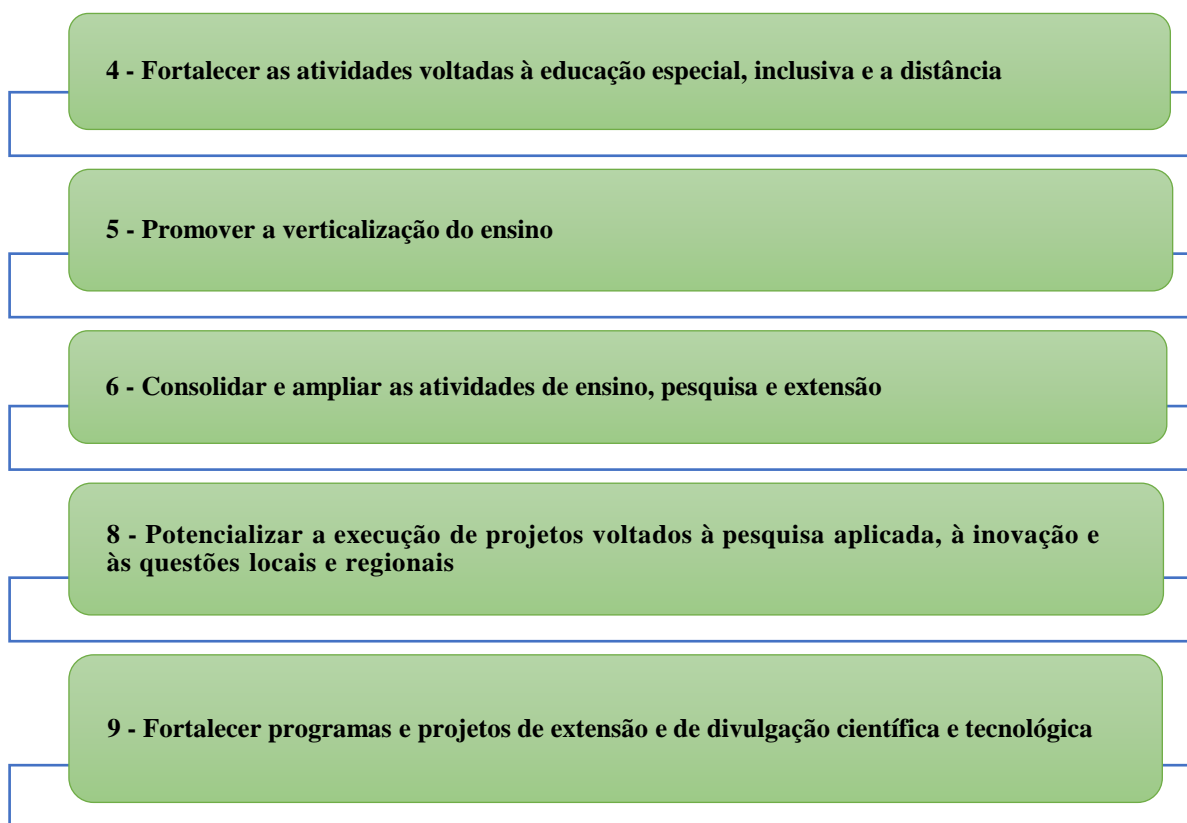 4 - Fortalecer as atividades voltadas à educação especial, inclusiva e a distância
5 - Promover a verticalização do ensino
6 - Consolidar e ampliar as atividades de ensino, pesquisa e extensão
8 - Potencializar a execução de projetos voltados à pesquisa aplicada, à inovação e
às questões locais e regionais
9 - Fortalecer programas e projetos de extensão e de divulgação científica e tecnológica